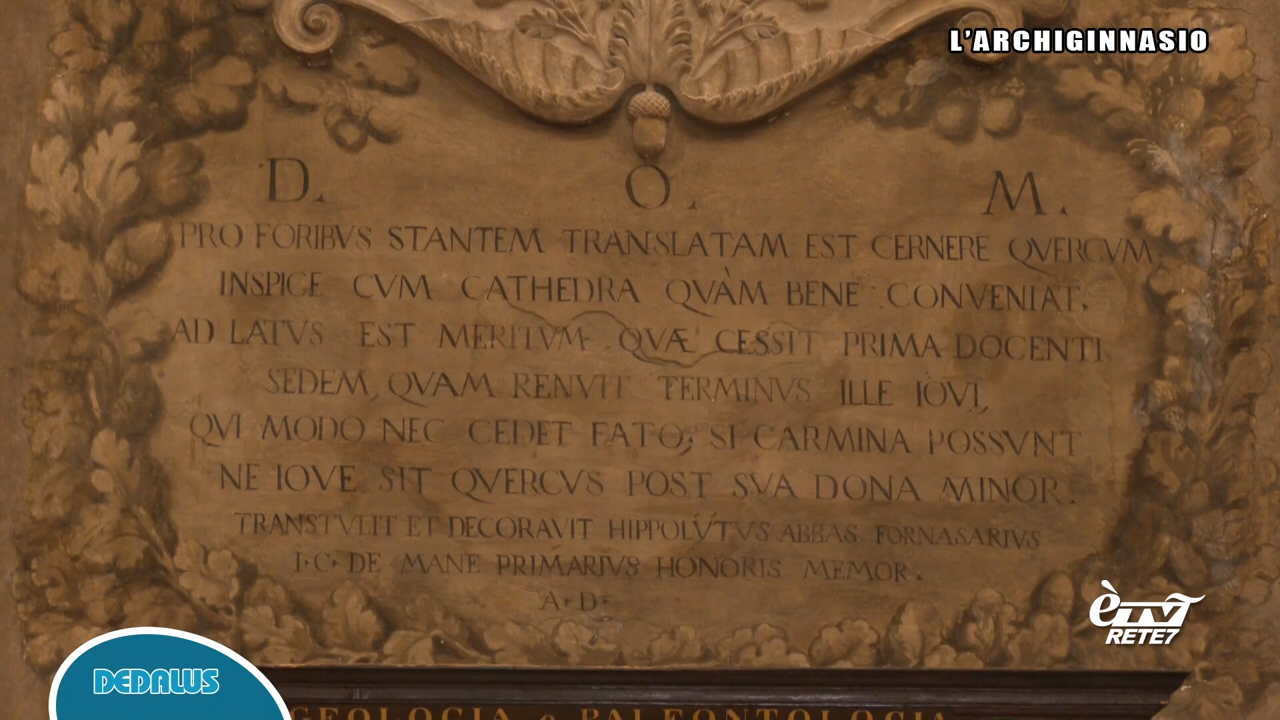 L'ARCHIGINNASIO
D. O. M.
PRO FORIBVS STANTEM TRANSLATAM EST CERNERE QVERCVM.
INSPICE CVM CATHEDRA QVÀM BENE CONVENIAT.
AD LATVS EST MERITVM QVÆ CESSIT PRIMA DOCENTI
SEDEM, QVAM RENVIT TERMINVS ILLE IOVI,
QVI MODO NEC CEDET FATO, SI CARMINA POSSVNT
NE IOVE SIT QVERCVS POST SVA DONA MINOR.
TRANSTVLIT ET DECORAVIT HIPPOLẎTVS ABBAS FORNASARIVS
I·C· DE MANE PRIMARIVS HONORIS MEMOR.
A· D·
èTV
RETE7
DEDALUS
GEOLOGIA e PALEONTOLOGIA